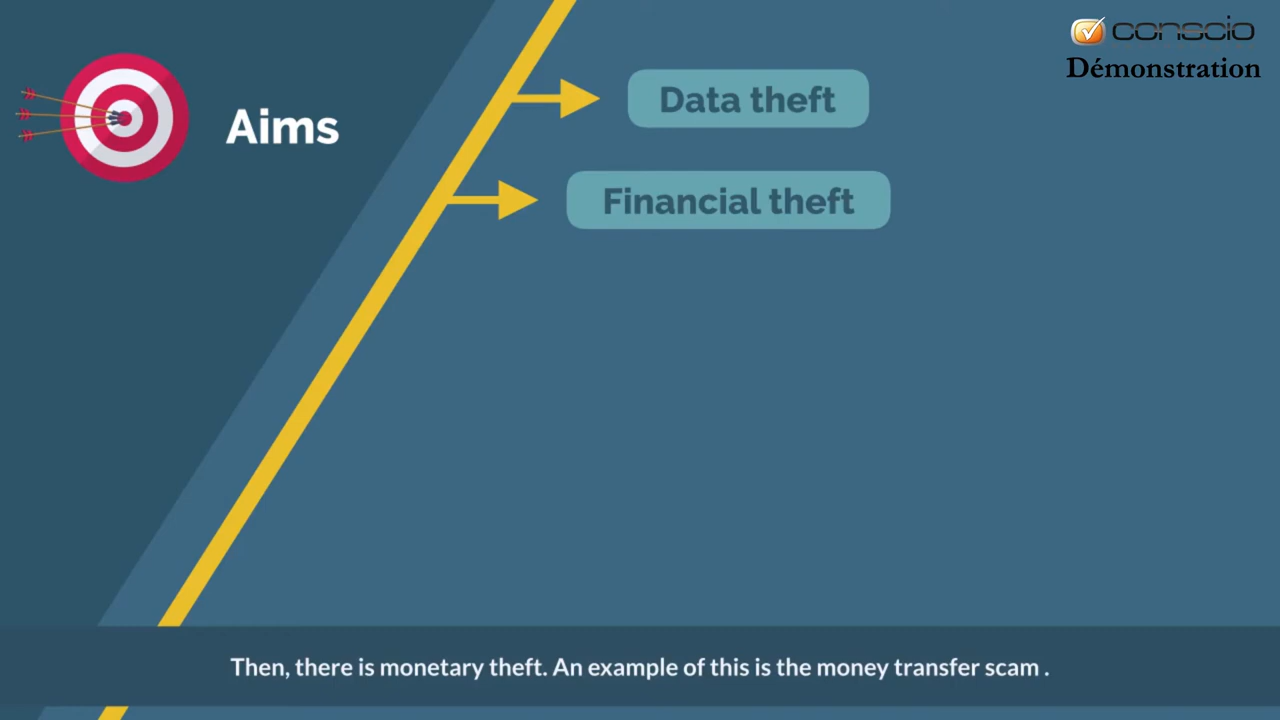 conscio
Démonstration
Aims
Data theft
Financial theft
Then, there is monetary theft. An example of this is the money transfer scam .